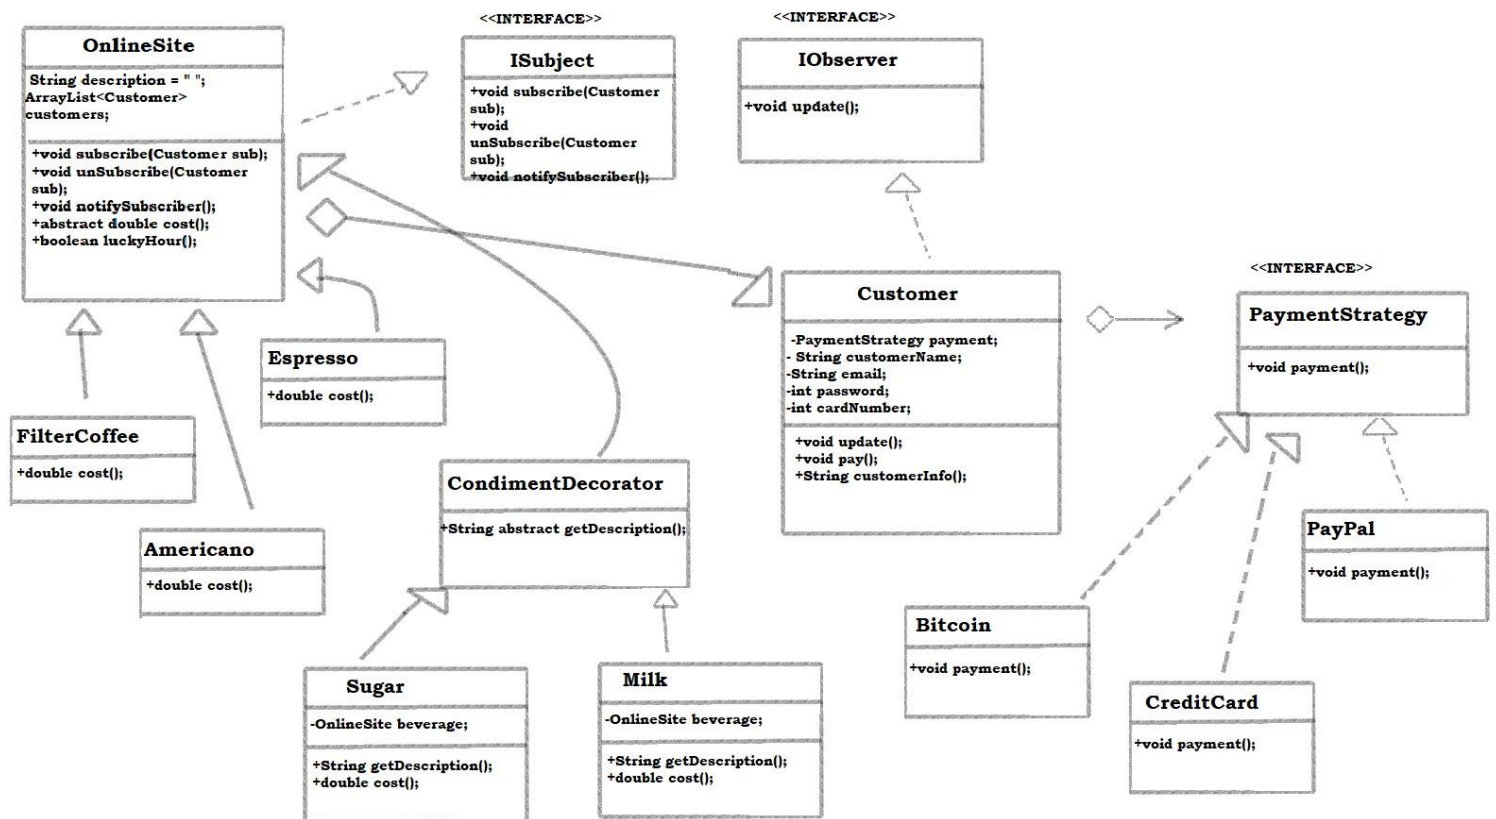 <<INTERFACE>>
<<INTERFACE>>
OnlineSite
String description = " ";
ArrayList<Customer>
customers;
+void subscribe(Customer sub);
+void unSubscribe(Customer
sub);
+void notifySubscriber();
+abstract double cost();
+boolean luckyHour();
ISubject
+void subscribe(Customer
sub);
+void
unSubscribe(Customer
sub);
+void notifySubscriber();
IObserver
+void update();
<<INTERFACE>>
Customer
-PaymentStrategy payment;
- String customerName;
-String email;
-int password;
-int cardNumber;
+void update();
+void pay();
+String customerInfo();
PaymentStrategy
+void payment();
Espresso
+double cost();
FilterCoffee
+double cost();
Americano
+double cost();
CondimentDecorator
+String abstract getDescription();
PayPal
+void payment();
Bitcoin
+void payment();
CreditCard
+void payment();
Sugar
-OnlineSite beverage;
+String getDescription();
+double cost();
Milk
-OnlineSite beverage;
+String getDescription();
+double cost();